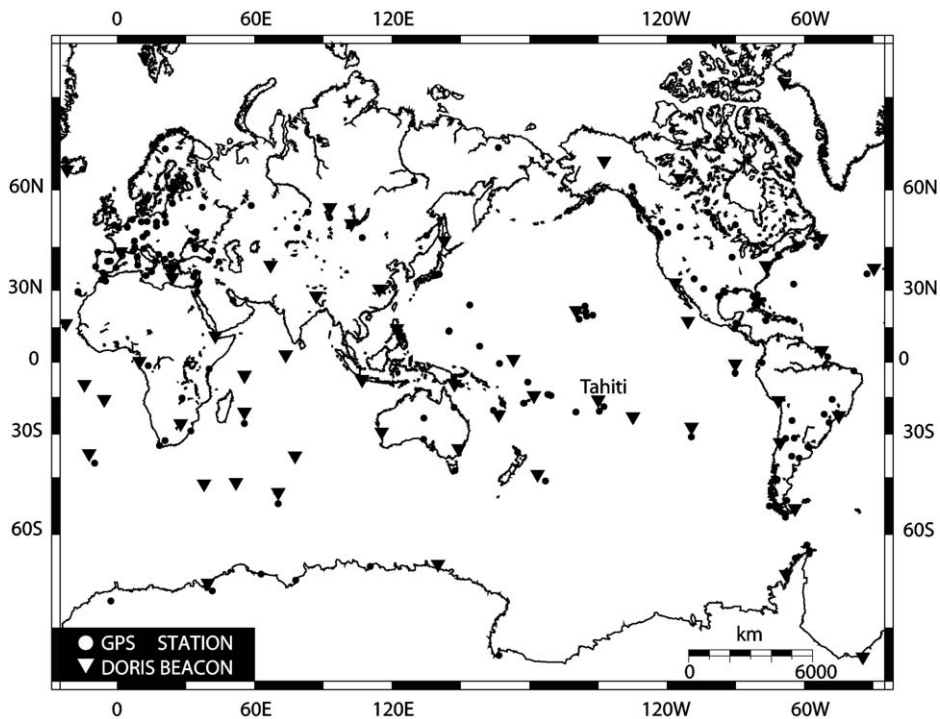 0 60E 120E 120W 60W
60N 60N
30N 30N
0 0
Tahiti
30S 30S
60S 60S
GPS STATION km
DORIS BEACON 0 6000
0 60E 120E 120W 60W